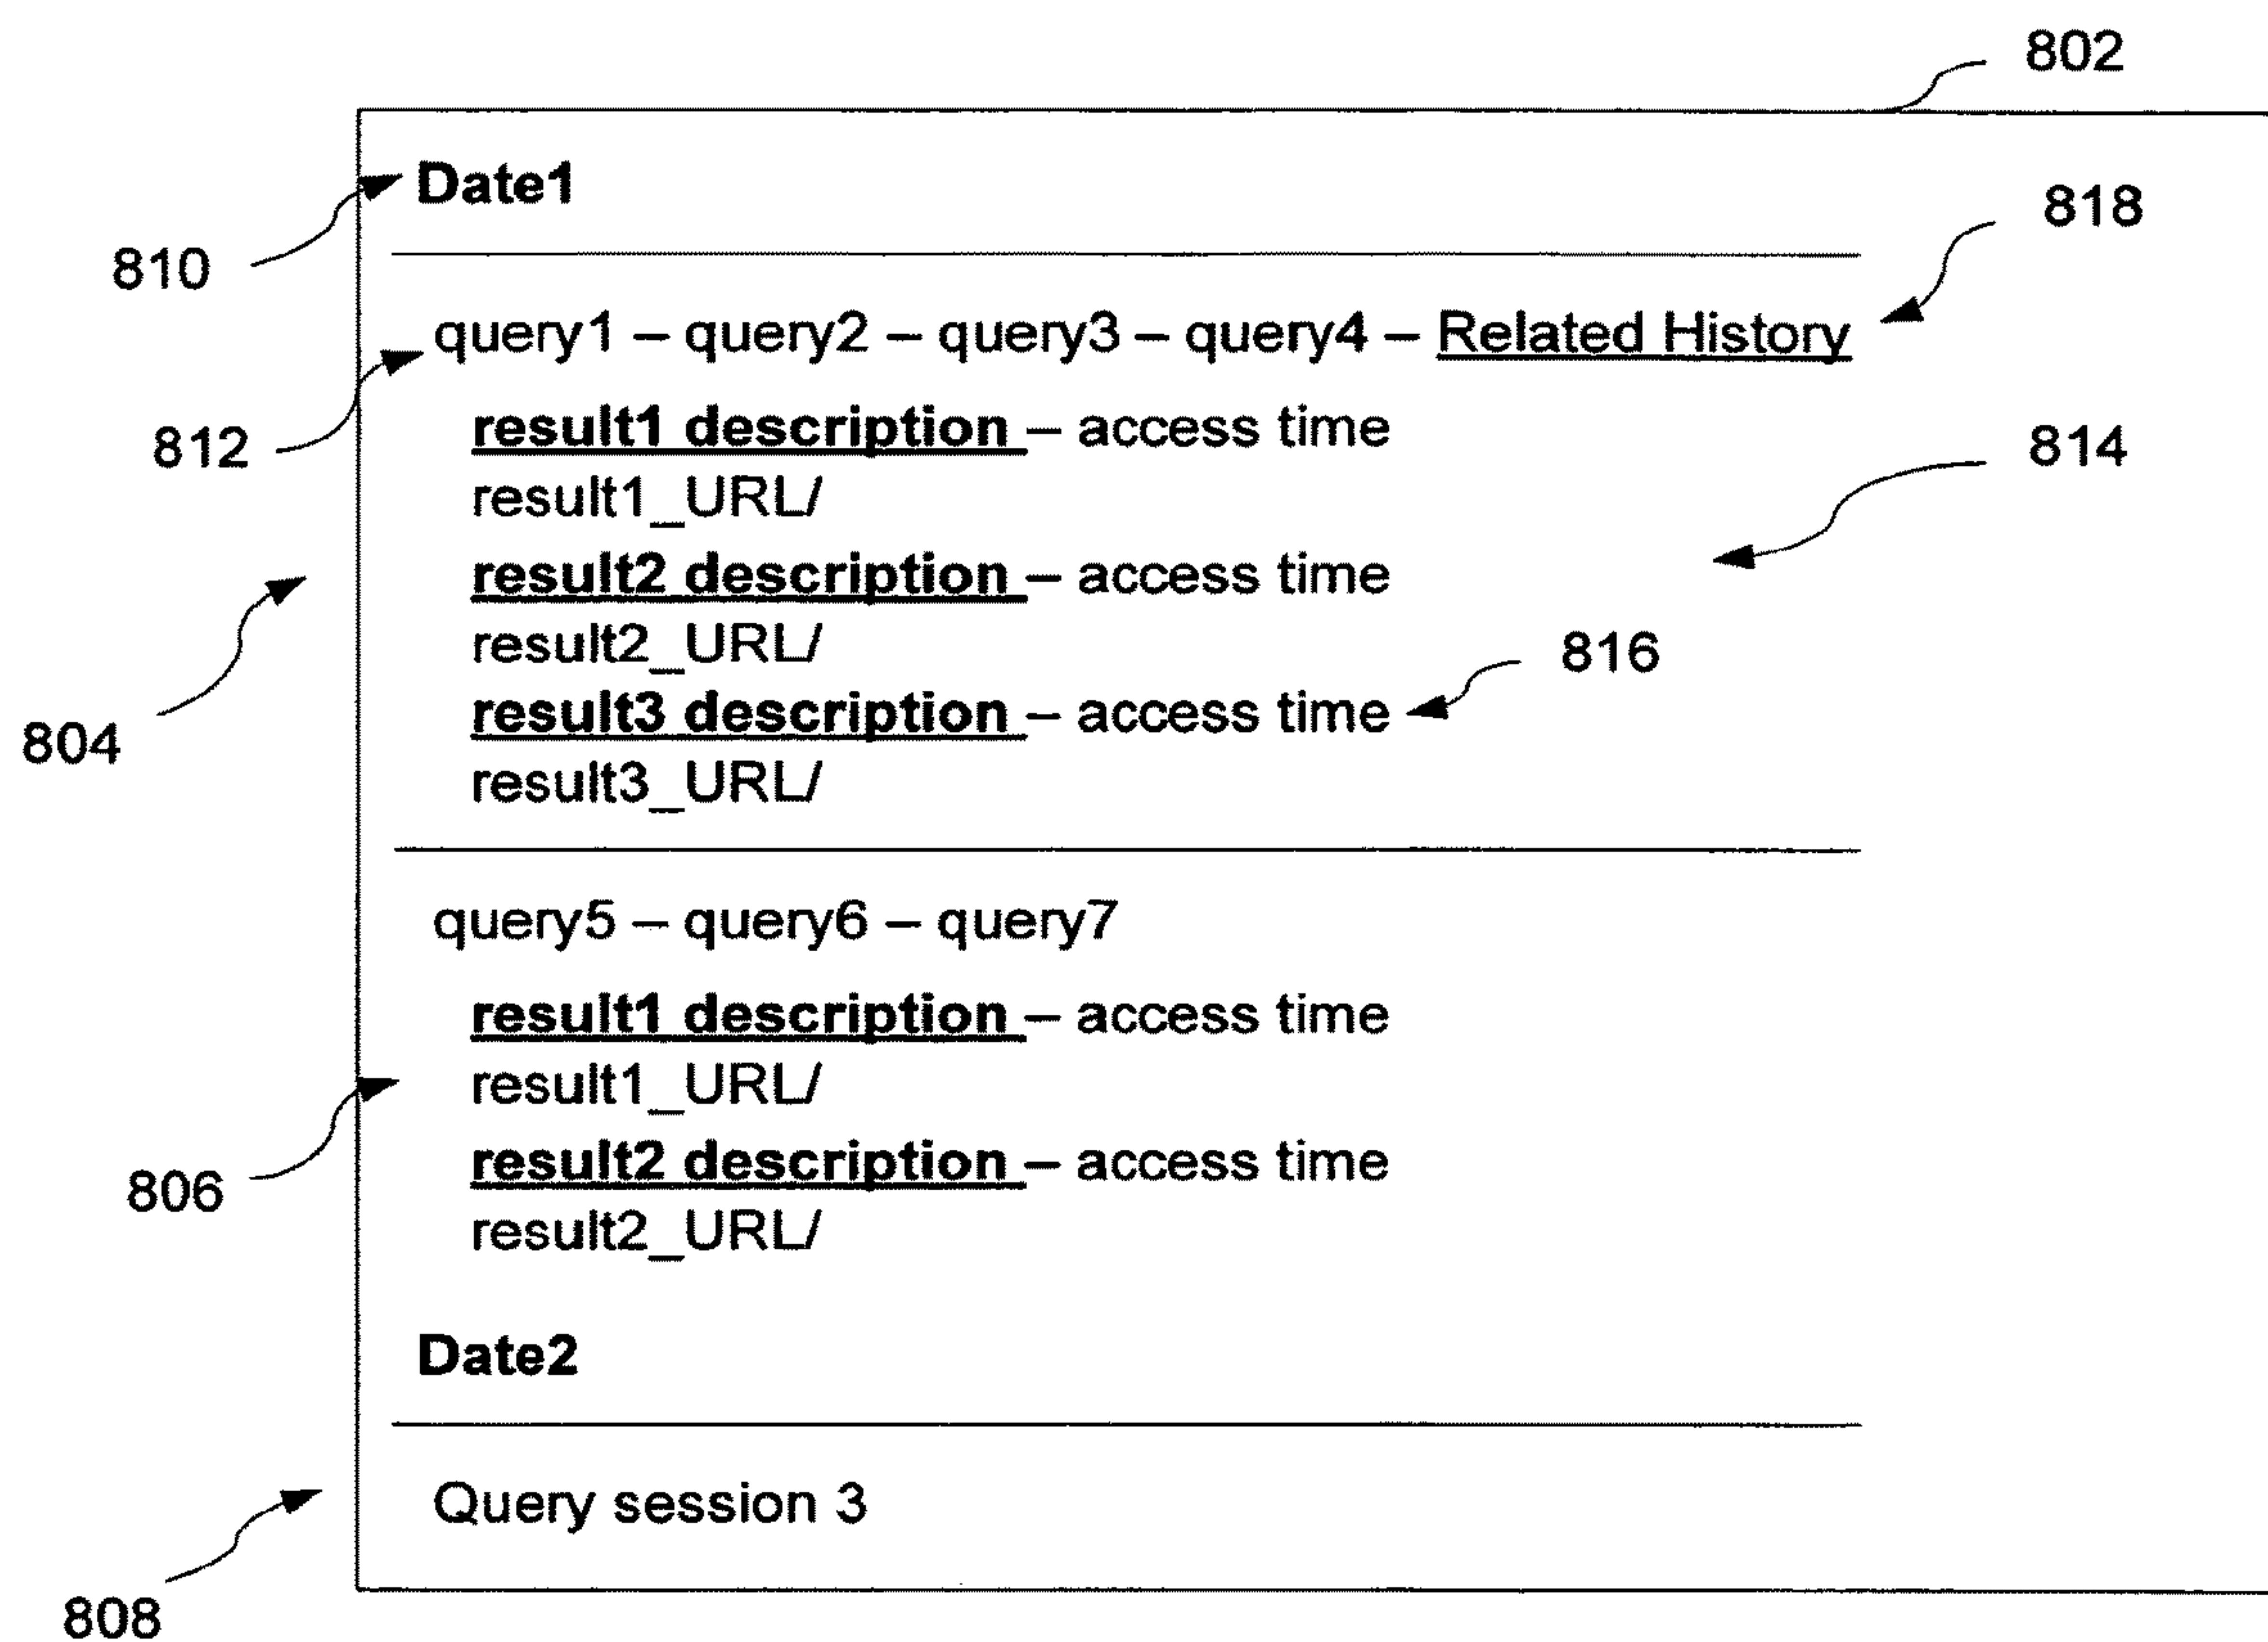 802
Date1
818
810
query1 – query2 – query3 – query4 – Related History
812
result1 description – access time
814
result1_URL/
result2 description – access time
result2_URL/
816
804
result3 description – access time
result3_URL/
query5 – query6 – query7
result1 description – access time
result1_URL/
806
result2 description – access time
result2_URL/
Date2
Query session 3
808